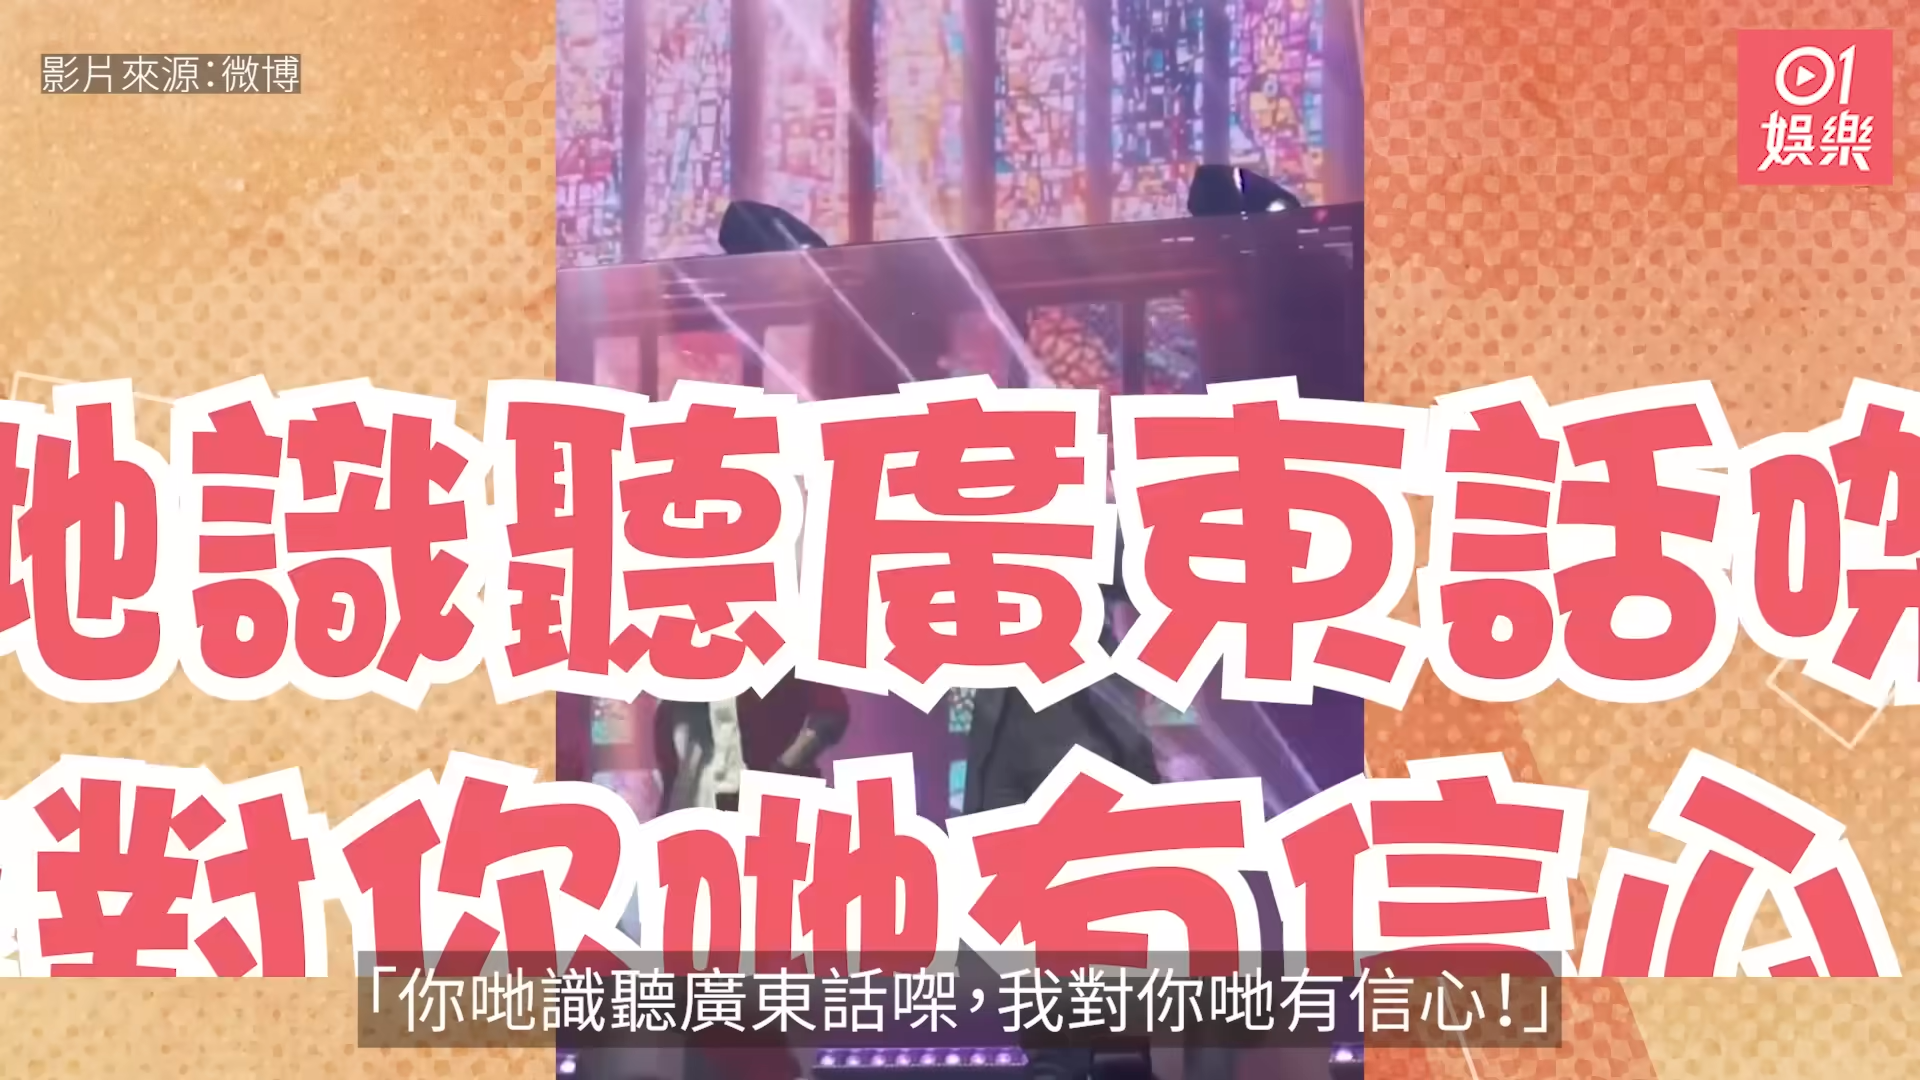 影片來源：微博
01
娛樂
哋識聽廣東話㗎
對你哋有信心
「你哋識聽廣東話㗎，我對你哋有信心！」